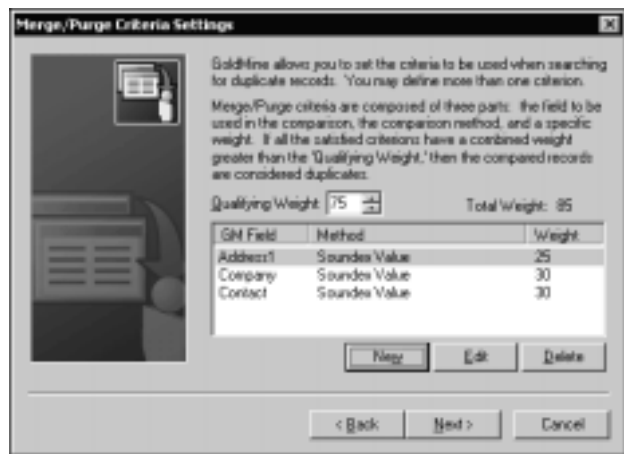 Merge/Purge Criteria Settings
GoldMine allows you to set the criteria to be used when searching
for duplicate records. You may define more than one criterion.
Merge/Purge criteria are composed of three parts: the field to be
used in the comparison, the comparison method, and a specific
weight. If all the satisfied criterions have a combined weight
greater than the 'Qualifying Weight,' then the compared records
are considered duplicates.
Qualifying Weight 75 Total Weight: 85
GM Field Method Weight
Address1 Soundex Value 25
Company Soundex Value 30
Contact Soundex Value 30
New Edit Delete
< Back Next > Cancel